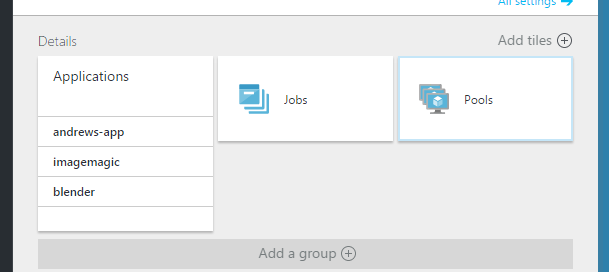 All settings
Details
Add tiles
Applications
Jobs
Pools
andrews-app
imagemagic
blender
Add a group